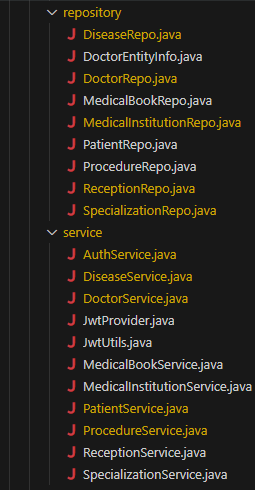 repository
DiseaseRepo.java
DoctorEntityInfo.java
DoctorRepo.java
MedicalBookRepo.java
MedicalInstitutionRepo.java
PatientRepo.java
ProcedureRepo.java
ReceptionRepo.java
SpecializationRepo.java
service
AuthService.java
DiseaseService.java
DoctorService.java
JwtProvider.java
JwtUtils.java
MedicalBookService.java
MedicalInstitutionService.java
PatientService.java
ProcedureService.java
ReceptionService.java
SpecializationService.java